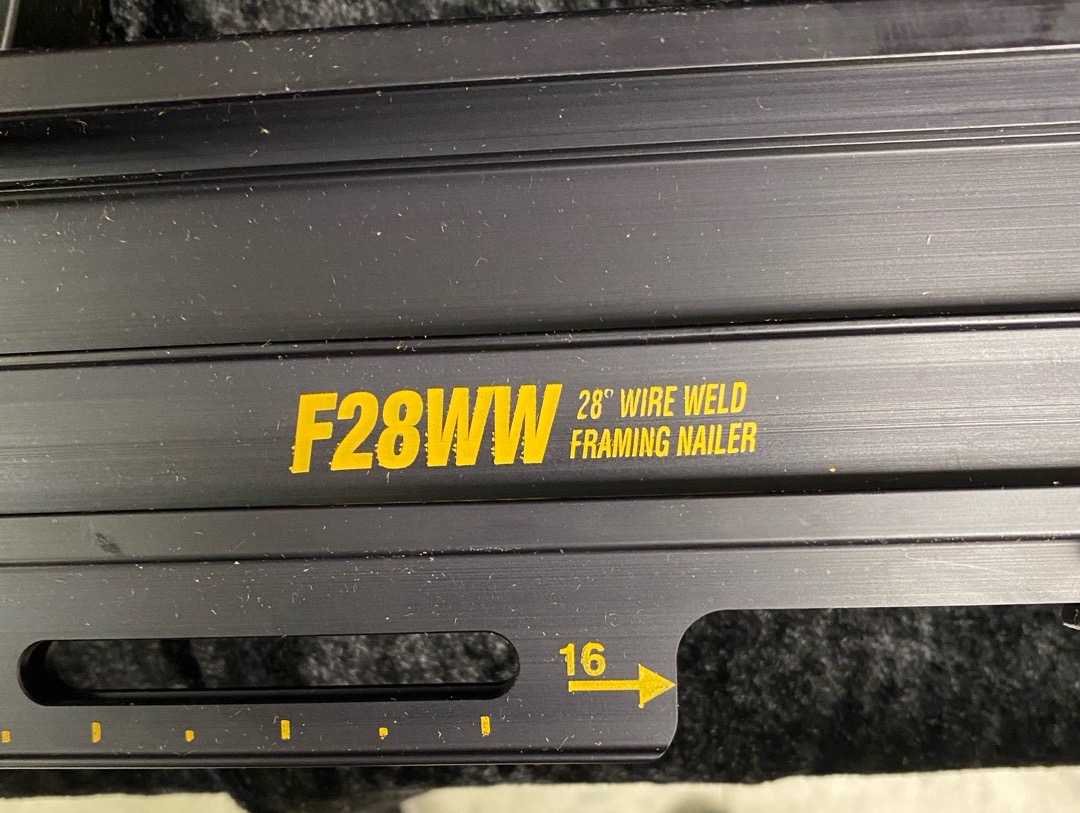 F28WW
28° WIRE WELD
FRAMING NAILER
16